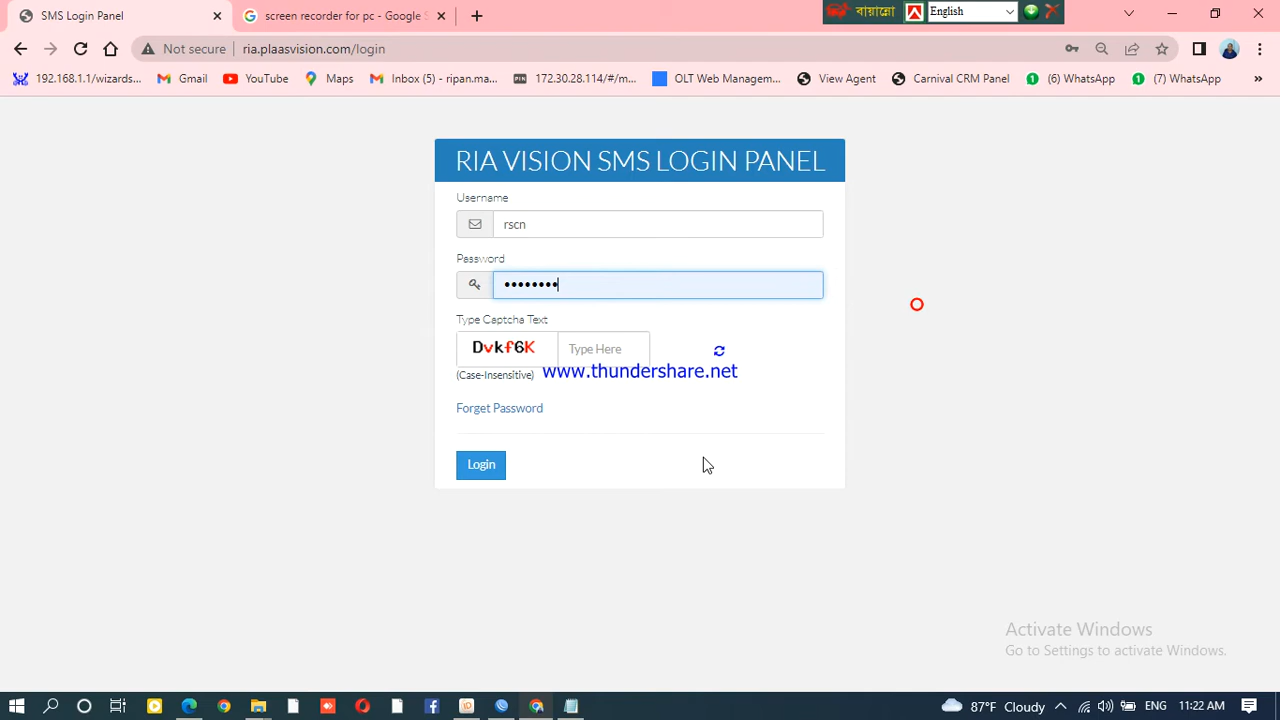 SMS Login Panel
screen recorder for pc - Google S
বায়ান্নো
English
Not secure
ria.plaasvision.com/login
192.168.1.1/wizards...
Gmail
YouTube
Maps
Inbox (5) - ripan.ma...
172.30.28.114/#/m...
OLT Web Managem...
View Agent
Carnival CRM Panel
(6) WhatsApp
(7) WhatsApp
RIA VISION SMS LOGIN PANEL
Username
rscn
Password
••••••••
Type Captcha Text
Dvkf6K
Type Here
(Case-Insensitive)
www.thundershare.net
Forget Password
Login
Activate Windows
Go to Settings to activate Windows.
87°F Cloudy
ENG
11:22 AM